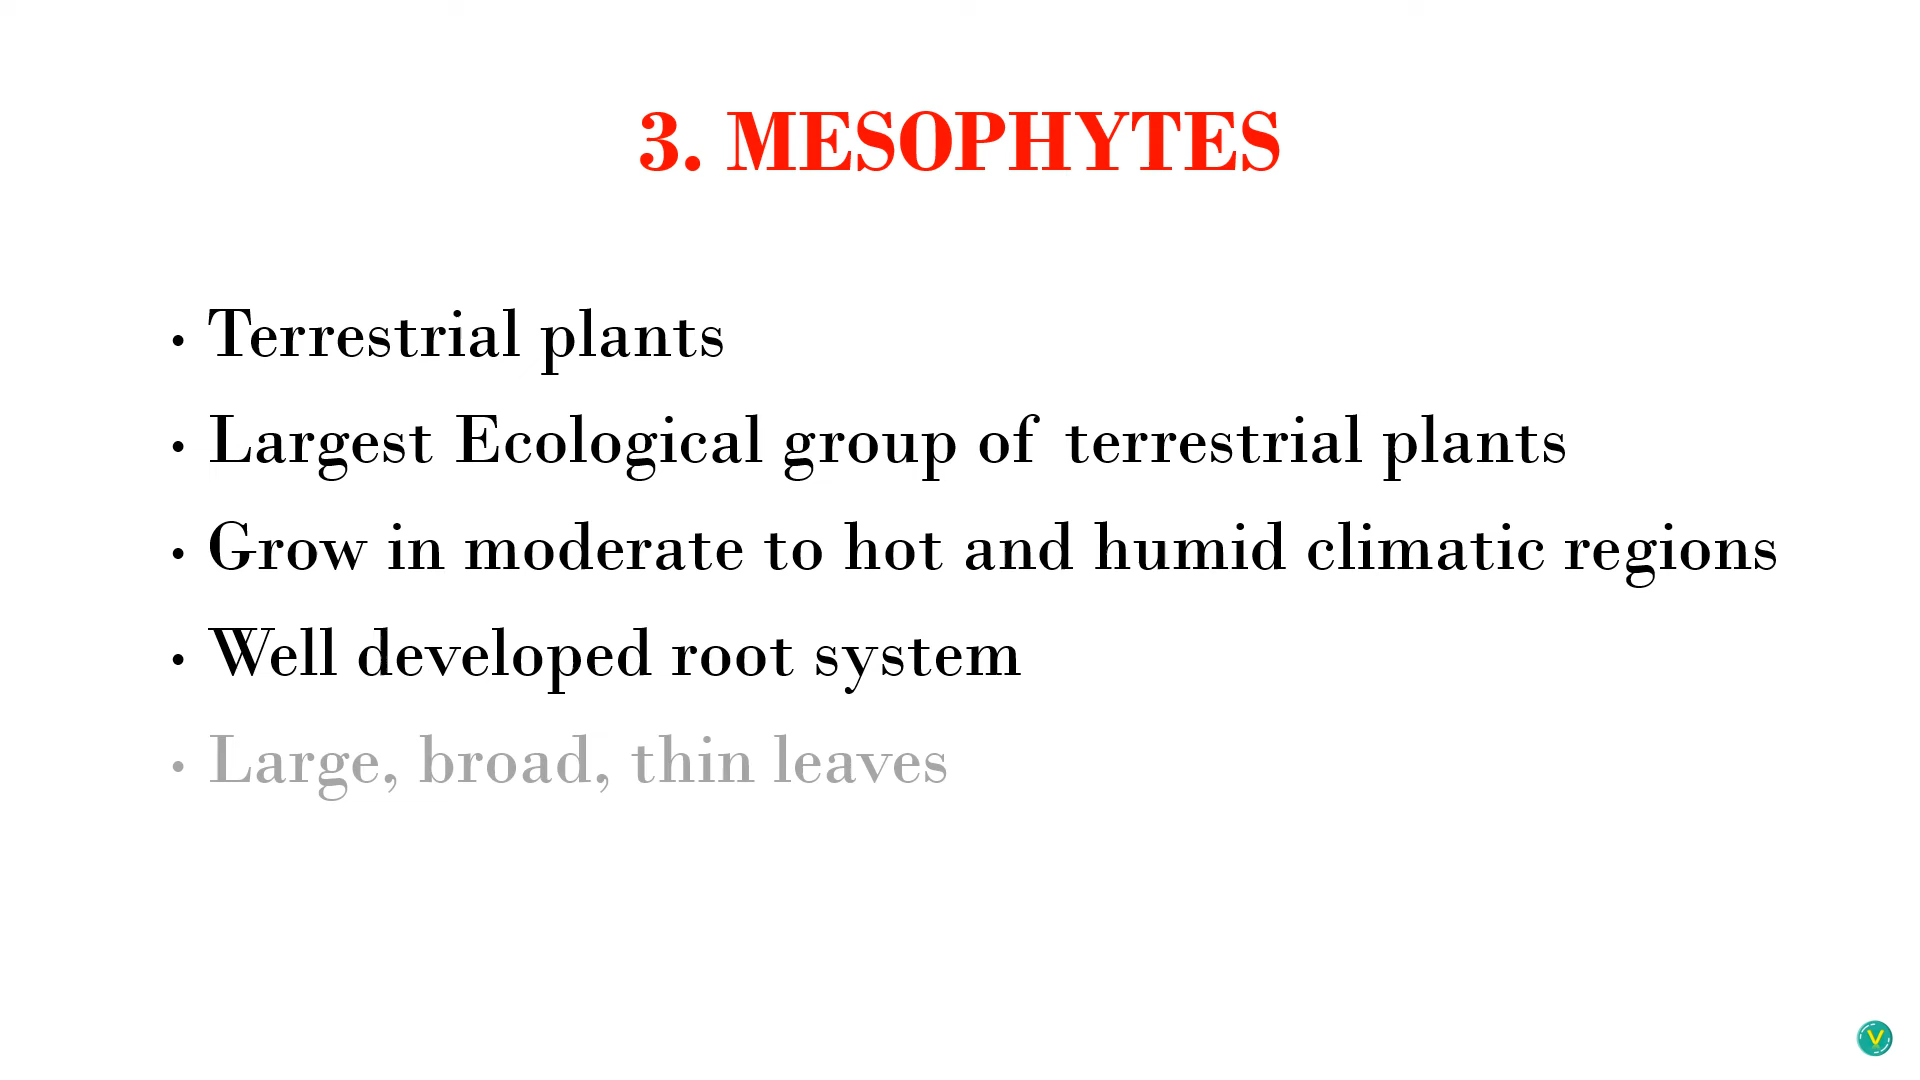 3. MESOPHYTES
• Terrestrial plants
• Largest Ecological group of terrestrial plants
• Grow in moderate to hot and humid climatic regions
• Well developed root system
• Large, broad, thin leaves
V